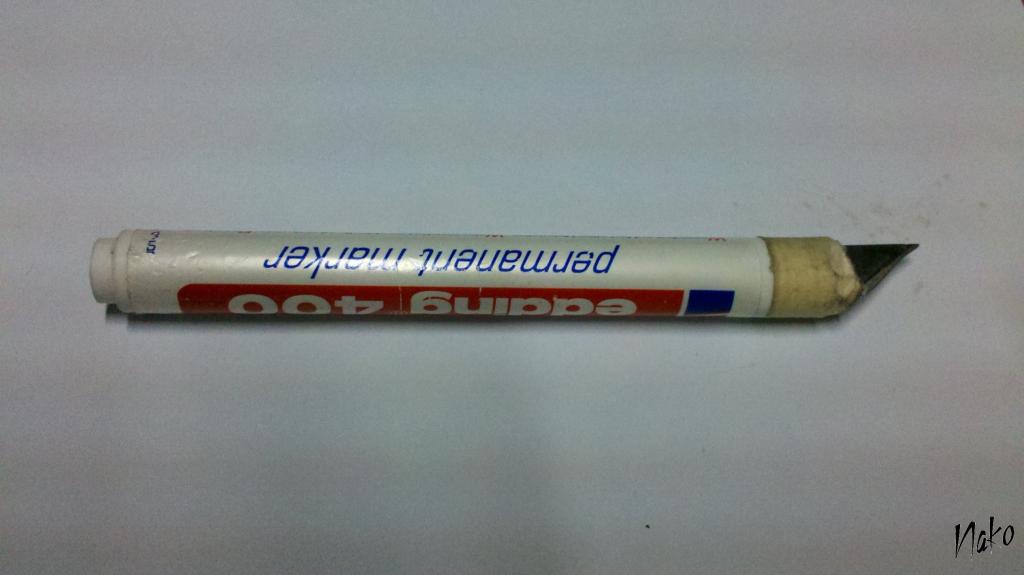 permanent marker
edding 400
Nako